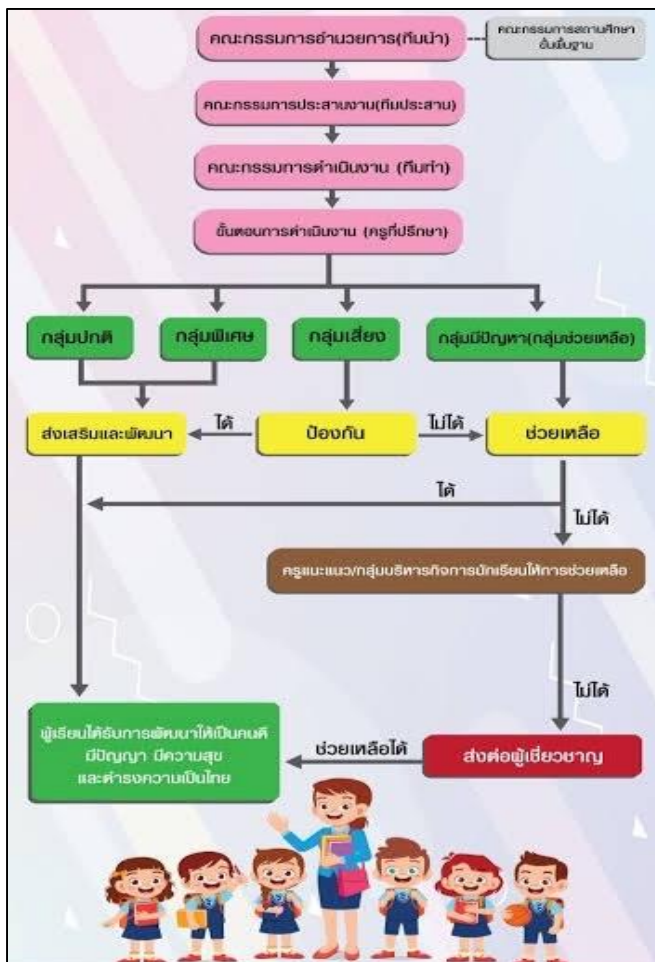 คณะกรรมการอำนวยการ(ทีมนำ)
คณะกรรมการสถานศึกษา
ขั้นพื้นฐาน
คณะกรรมการประสานงาน(ทีมประสาน)
คณะกรรมการดำเนินงาน (ทีมทำ)
ขั้นตอนการดำเนินงาน (ครูที่ปรึกษา)
กลุ่มปกติ
กลุ่มพิเศษ
กลุ่มเสี่ยง
กลุ่มมีปัญหา(กลุ่มช่วยเหลือ)
ส่งเสริมและพัฒนา
ได้
ป้องกัน
ไม่ได้
ช่วยเหลือ
ได้
ไม่ได้
ครูแนะแนว/กลุ่มบริหารกิจการนักเรียนให้การช่วยเหลือ
ไม่ได้
ผู้เรียนได้รับการพัฒนาให้เป็นคนดี
มีปัญญา มีความสุข
และดำรงความเป็นไทย
ช่วยเหลือได้
ส่งต่อผู้เชี่ยวชาญ